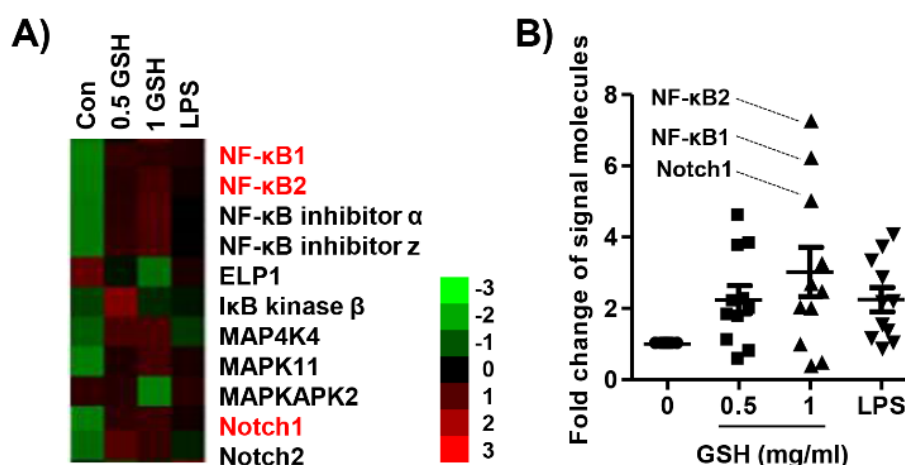 A)
Con
0.5 GSH
1 GSH
LPS
NF-κB1
NF-κB2
NF-κB inhibitor α
NF-κB inhibitor z
ELP1
IκB kinase β
MAP4K4
MAPK11
MAPKAPK2
Notch1
Notch2
-3
-2
-1
0
1
2
3
B)
Fold change of signal molecules
8
6
4
2
0
NF-κB2
NF-κB1
Notch1
0 0.5 1 LPS
GSH (mg/ml)